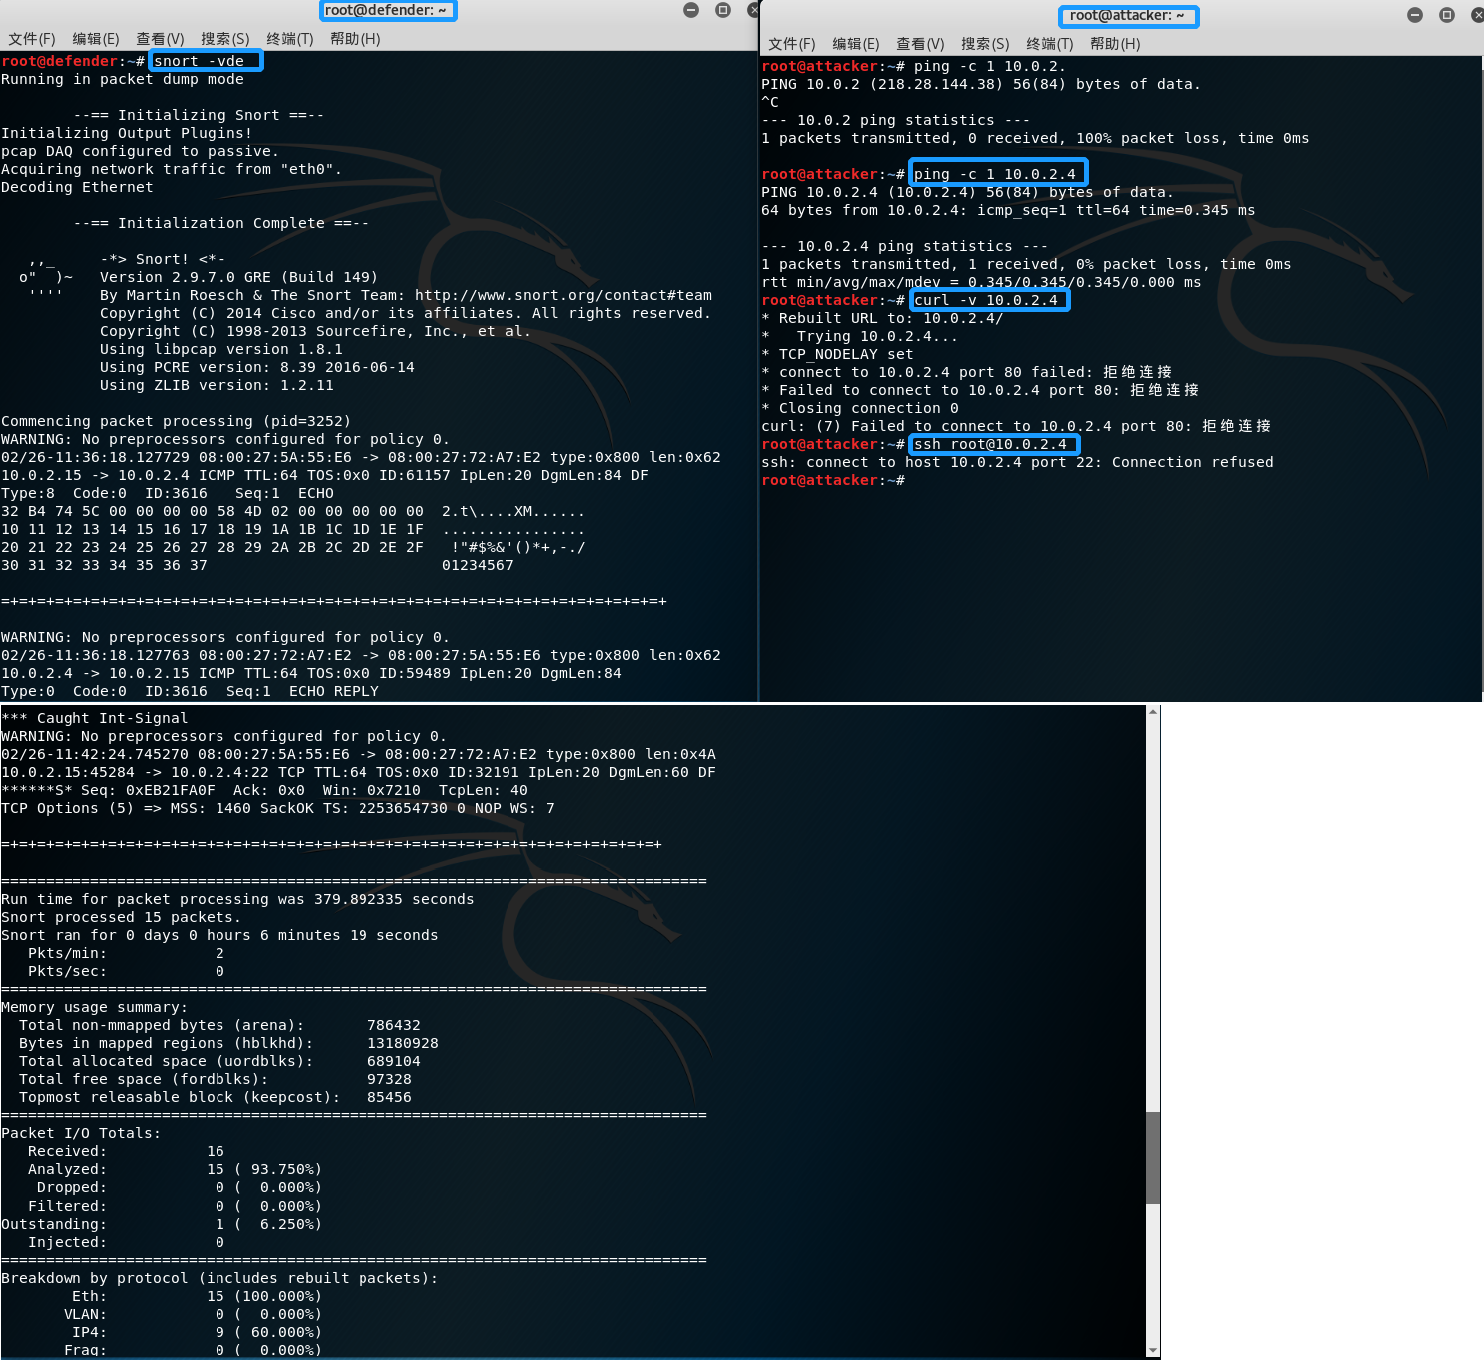 root@defender: ~
文件(F) 编辑(E) 查看(V) 搜索(S) 终端(T) 帮助(H)
root@defender:~# snort -vde
Running in packet dump mode
--== Initializing Snort ==--
Initializing Output Plugins!
pcap DAQ configured to passive.
Acquiring network traffic from "eth0".
Decoding Ethernet
--== Initialization Complete ==--
,,_ -*> Snort! <*-
o" )~ Version 2.9.7.0 GRE (Build 149)
'''' By Martin Roesch & The Snort Team: http://www.snort.org/contact#team
Copyright (C) 2014 Cisco and/or its affiliates. All rights reserved.
Copyright (C) 1998-2013 Sourcefire, Inc., et al.
Using libpcap version 1.8.1
Using PCRE version: 8.39 2016-06-14
Using ZLIB version: 1.2.11
Commencing packet processing (pid=3252)
WARNING: No preprocessors configured for policy 0.
02/26-11:36:18.127729 08:00:27:5A:55:E6 -> 08:00:27:72:A7:E2 type:0x800 len:0x62
10.0.2.15 -> 10.0.2.4 ICMP TTL:64 TOS:0x0 ID:61157 IpLen:20 DgmLen:84 DF
Type:8 Code:0 ID:3616 Seq:1 ECHO
32 B4 74 5C 00 00 00 00 58 4D 02 00 00 00 00 00 2.t\....XM......
10 11 12 13 14 15 16 17 18 19 1A 1B 1C 1D 1E 1F ................
20 21 22 23 24 25 26 27 28 29 2A 2B 2C 2D 2E 2F !"#$%&'()*+,-./
30 31 32 33 34 35 36 37 01234567
=+=+=+=+=+=+=+=+=+=+=+=+=+=+=+=+=+=+=+=+=+=+=+=+=+=+=+=+=+=+=+=+=+=+=+=+=+
WARNING: No preprocessors configured for policy 0.
02/26-11:36:18.127763 08:00:27:72:A7:E2 -> 08:00:27:5A:55:E6 type:0x800 len:0x62
10.0.2.4 -> 10.0.2.15 ICMP TTL:64 TOS:0x0 ID:59489 IpLen:20 DgmLen:84
Type:0 Code:0 ID:3616 Seq:1 ECHO REPLY
root@attacker: ~
文件(F) 编辑(E) 查看(V) 搜索(S) 终端(T) 帮助(H)
root@attacker:~# ping -c 1 10.0.2.
PING 10.0.2 (218.28.144.38) 56(84) bytes of data.
^C
--- 10.0.2 ping statistics ---
1 packets transmitted, 0 received, 100% packet loss, time 0ms
root@attacker:~# ping -c 1 10.0.2.4
PING 10.0.2.4 (10.0.2.4) 56(84) bytes of data.
64 bytes from 10.0.2.4: icmp_seq=1 ttl=64 time=0.345 ms
--- 10.0.2.4 ping statistics ---
1 packets transmitted, 1 received, 0% packet loss, time 0ms
rtt min/avg/max/mdev = 0.345/0.345/0.345/0.000 ms
root@attacker:~# curl -v 10.0.2.4
* Rebuilt URL to: 10.0.2.4/
* Trying 10.0.2.4...
* TCP_NODELAY set
* connect to 10.0.2.4 port 80 failed: 拒绝连接
* Failed to connect to 10.0.2.4 port 80: 拒绝连接
* Closing connection 0
curl: (7) Failed to connect to 10.0.2.4 port 80: 拒绝连接
root@attacker:~# ssh root@10.0.2.4
ssh: connect to host 10.0.2.4 port 22: Connection refused
root@attacker:~#
*** Caught Int-Signal
WARNING: No preprocessors configured for policy 0.
02/26-11:42:24.745270 08:00:27:5A:55:E6 -> 08:00:27:72:A7:E2 type:0x800 len:0x4A
10.0.2.15:45284 -> 10.0.2.4:22 TCP TTL:64 TOS:0x0 ID:32191 IpLen:20 DgmLen:60 DF
******S* Seq: 0xEB21FA0F Ack: 0x0 Win: 0x7210 TcpLen: 40
TCP Options (5) => MSS: 1460 SackOK TS: 2253654730 0 NOP WS: 7
=+=+=+=+=+=+=+=+=+=+=+=+=+=+=+=+=+=+=+=+=+=+=+=+=+=+=+=+=+=+=+=+=+=+=+=+=+
===============================================================================
Run time for packet processing was 379.892335 seconds
Snort processed 15 packets.
Snort ran for 0 days 0 hours 6 minutes 19 seconds
Pkts/min: 2
Pkts/sec: 0
===============================================================================
Memory usage summary:
Total non-mmapped bytes (arena): 786432
Bytes in mapped regions (hblkhd): 13180928
Total allocated space (uordblks): 689104
Total free space (fordblks): 97328
Topmost releasable block (keepcost): 85456
===============================================================================
Packet I/O Totals:
Received: 16
Analyzed: 15 ( 93.750%)
Dropped: 0 ( 0.000%)
Filtered: 0 ( 0.000%)
Outstanding: 1 ( 6.250%)
Injected: 0
===============================================================================
Breakdown by protocol (includes rebuilt packets):
Eth: 15 (100.000%)
VLAN: 0 ( 0.000%)
IP4: 9 ( 60.000%)
Frag: 0 ( 0.000%)